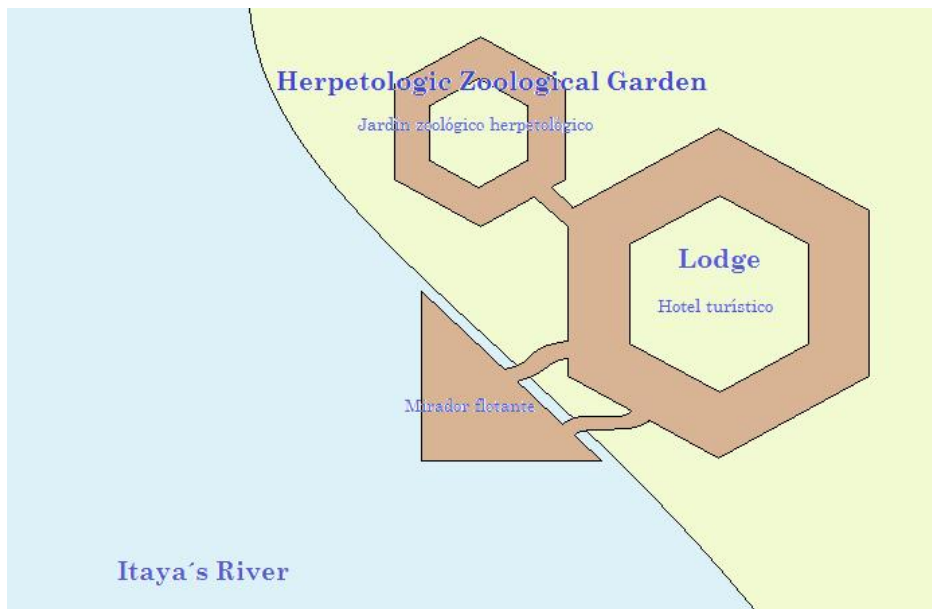 Herpetologic Zoological Garden
Jardín zoológico herpetológico
Lodge
Hotel turístico
Mirador flotante
Itaya´s River